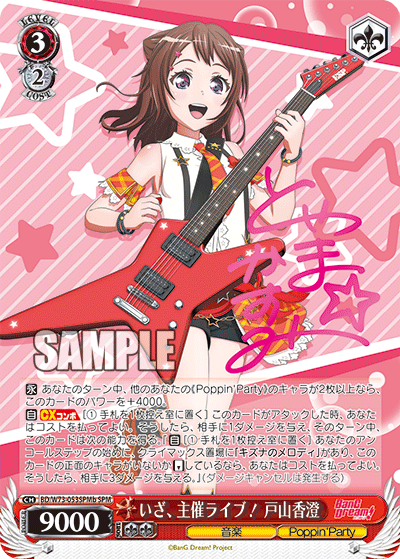 LEVEL
3
2
COST
ESP
とやま
かすみ
SAMPLE
永 あなたのターン中、他のあなたの《Poppin'Party》のキャラが2枚以上なら、
このカードのパワーを+4000。
自 CXコンボ [① 手札を1枚控え室に置く] このカードがアタックした時、あなた
はコストを払ってよい。そうしたら、相手に1ダメージを与え、そのターン中、
このカードは次の能力を得る。『自 [① 手札を1枚控え室に置く] あなたのア
ンコールステップの始めに、クライマックス置場に「キズナのメロディ」があり、こ
のカードの正面のキャラがいないか、しているなら、あなたはコストを払ってよ
い。そうしたら、相手に3ダメージを与える。』(ダメージキャンセルは発生する)
CH BD/W73-053SPMb SPM
9000
いざ、主催ライブ! 戸山香澄
BanG Dream!
音楽
Poppin'Party
©BanG Dream! Project